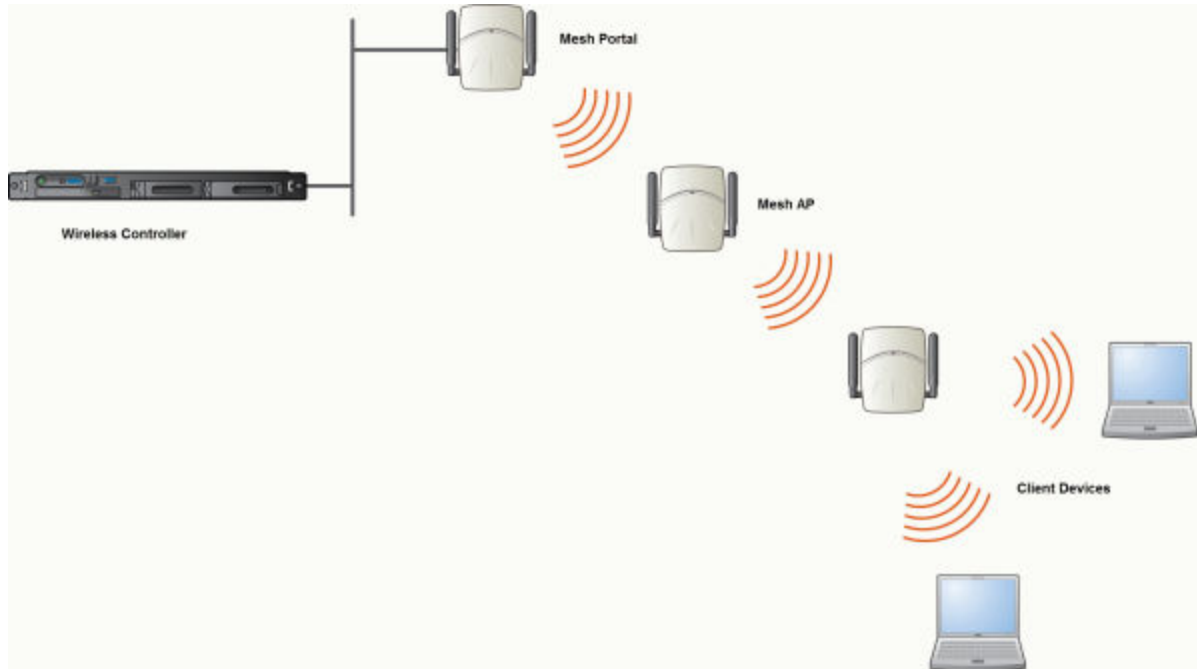 Mesh Portal
Mesh AP
Wireless Controller
Client Devices